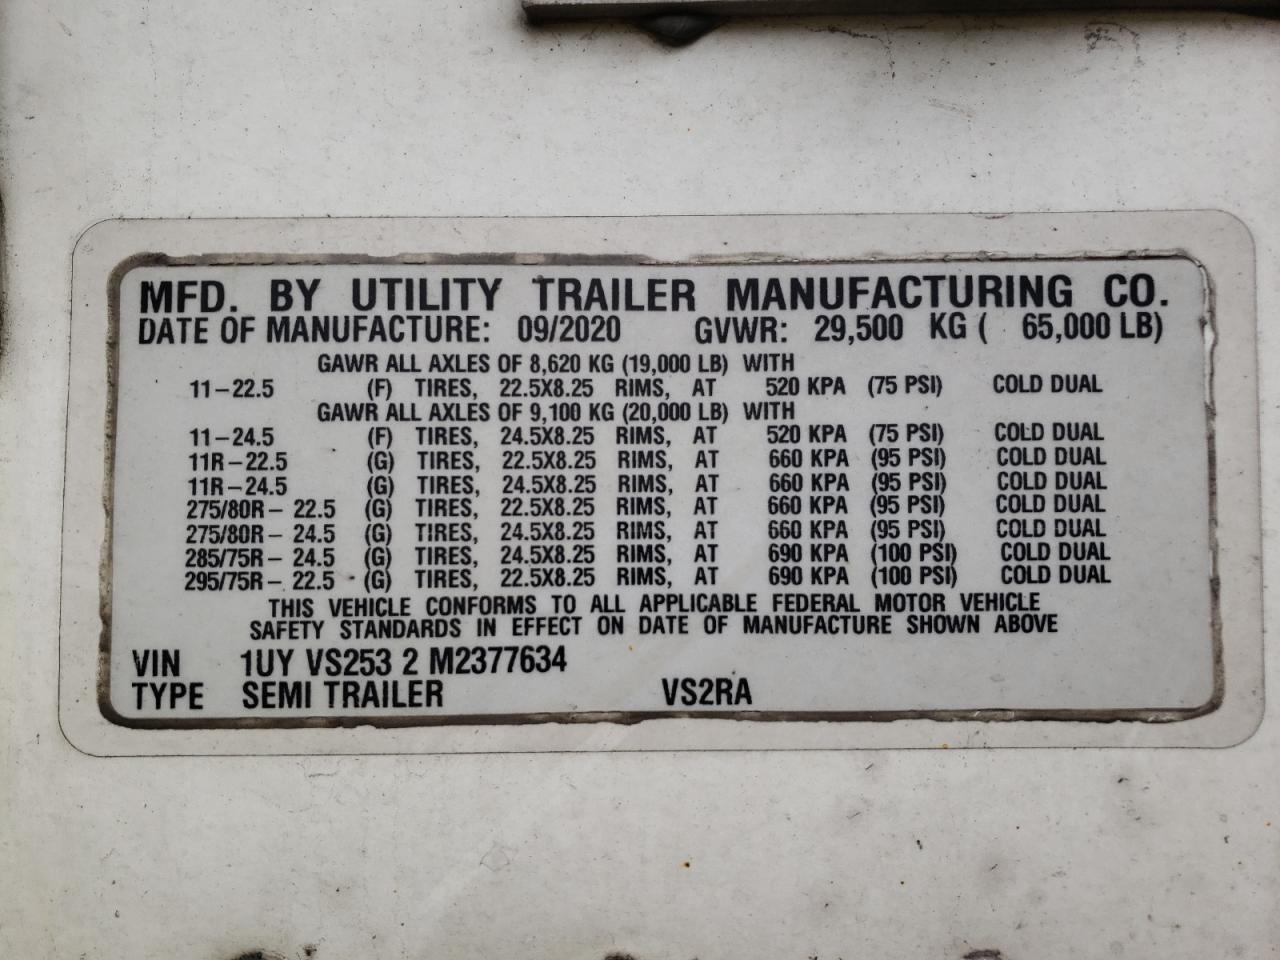 MFD. BY UTILITY TRAILER MANUFACTURING CO.
DATE OF MANUFACTURE: 09/2020 GVWR: 29,500 KG ( 65,000 LB)
GAWR ALL AXLES OF 8,620 KG (19,000 LB) WITH
11-22.5 (F) TIRES, 22.5X8.25 RIMS, AT 520 KPA (75 PSI) COLD DUAL
GAWR ALL AXLES OF 9,100 KG (20,000 LB) WITH
11-24.5 (F) TIRES, 24.5X8.25 RIMS, AT 520 KPA (75 PSI) COLD DUAL
11R-22.5 (G) TIRES, 22.5X8.25 RIMS, AT 660 KPA (95 PSI) COLD DUAL
11R-24.5 (G) TIRES, 24.5X8.25 RIMS, AT 660 KPA (95 PSI) COLD DUAL
275/80R- 22.5 (G) TIRES, 22.5X8.25 RIMS, AT 660 KPA (95 PSI) COLD DUAL
275/80R- 24.5 (G) TIRES, 24.5X8.25 RIMS, AT 660 KPA (95 PSI) COLD DUAL
285/75R- 24.5 (G) TIRES, 24.5X8.25 RIMS, AT 690 KPA (100 PSI) COLD DUAL
295/75R- 22.5 (G) TIRES, 22.5X8.25 RIMS, AT 690 KPA (100 PSI) COLD DUAL
THIS VEHICLE CONFORMS TO ALL APPLICABLE FEDERAL MOTOR VEHICLE
SAFETY STANDARDS IN EFFECT ON DATE OF MANUFACTURE SHOWN ABOVE
VIN 1UY VS253 2 M2377634
TYPE SEMI TRAILER VS2RA